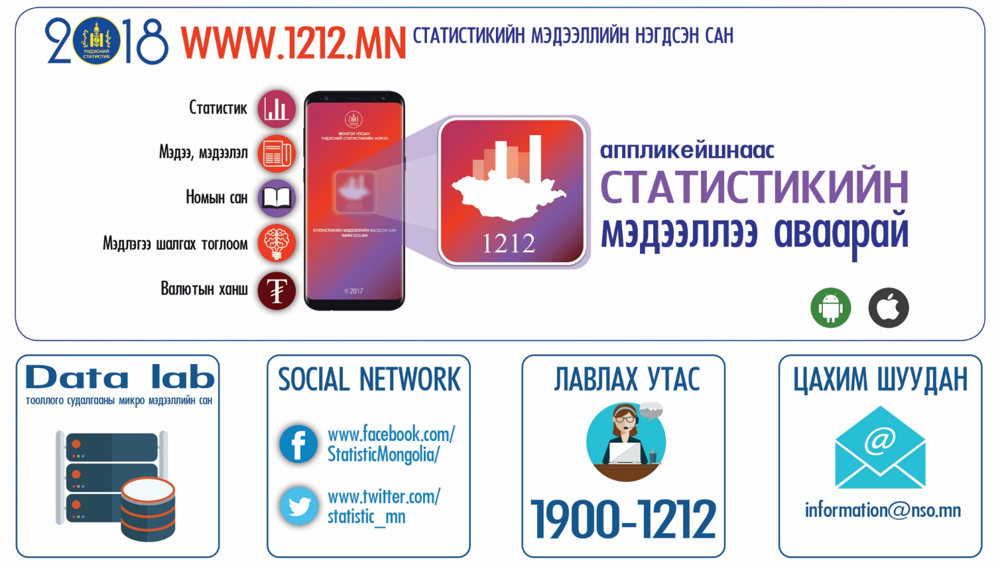 2018
ҮНДЭСНИЙ
СТАТИСТИК
WWW.1212.MN СТАТИСТИКИЙН МЭДЭЭЛЛИЙН НЭГДСЭН САН
Статистик
Мэдээ, мэдээлэл
Номын сан
Мэдлэгээ шалгах тоглоом
Валютын ханш
МОНГОЛ УЛСЫН
ҮНДЭСНИЙ СТАТИСТИКИЙН ХОРОО
СТАТИСТИКИЙН МЭДЭЭЛЛИЙН НЭГДСЭН САН
WWW.1212.MN
© 2017
1212
аппликейшнаас
СТАТИСТИКИЙН
мэдээллээ аваарай
Data lab
тооллого судалгааны микро мэдээллийн сан
SOCIAL NETWORK
www.facebook.com/
StatisticMongolia/
www.twitter.com/
statistic_mn
ЛАВЛАХ УТАС
1900-1212
ЦАХИМ ШУУДАН
@
information@nso.mn